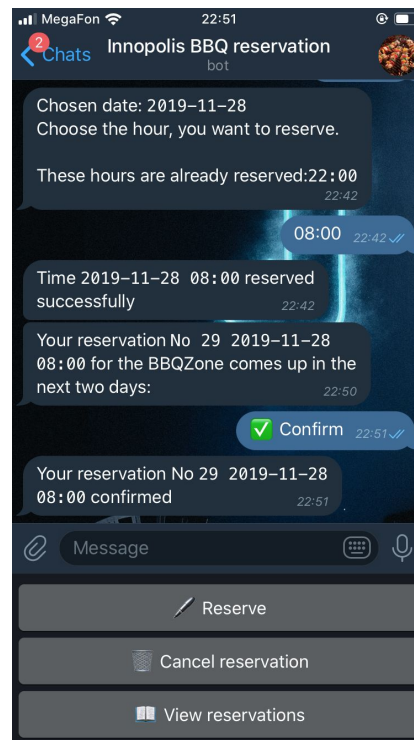 MegaFon 22:51
2
Chats Innopolis BBQ reservation
bot
Chosen date: 2019-11-28
Choose the hour, you want to reserve.
These hours are already reserved:22:00
22:42
08:00 22:42
Time 2019-11-28 08:00 reserved
successfully 22:42
Your reservation No 29 2019-11-28
08:00 for the BBQZone comes up in the
next two days: 22:50
✅ Confirm 22:51
Your reservation No 29 2019-11-28
08:00 confirmed 22:51
Message
Reserve
Cancel reservation
View reservations